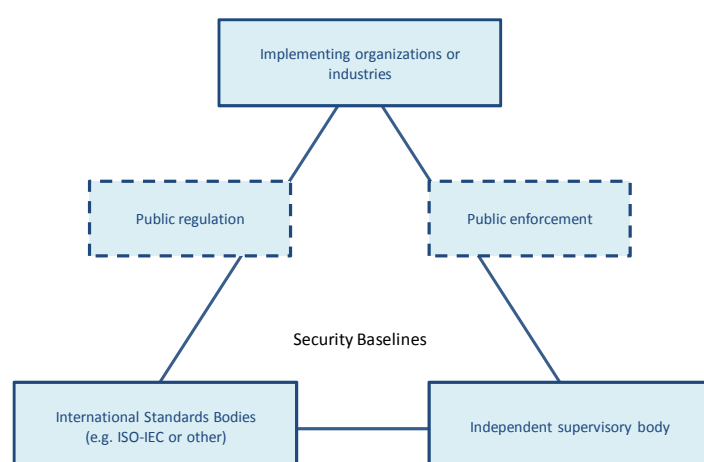 Implementing organizations or
industries
Public regulation
Public enforcement
Security Baselines
International Standards Bodies
(e.g. ISO-IEC or other)
Independent supervisory body